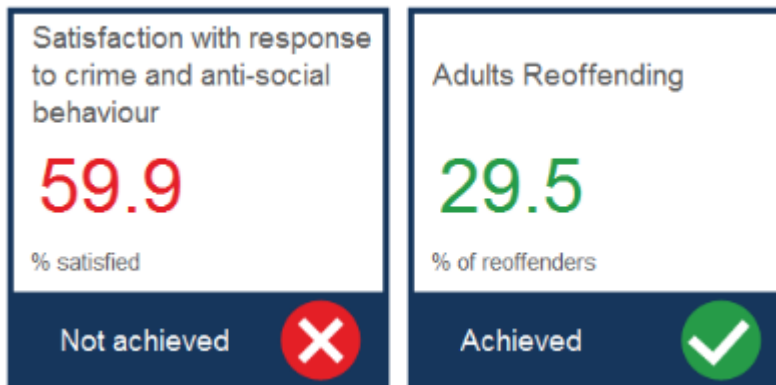 Satisfaction with response
to crime and anti-social
behaviour
59.9
% satisfied
Not achieved
Adults Reoffending
29.5
% of reoffenders
Achieved